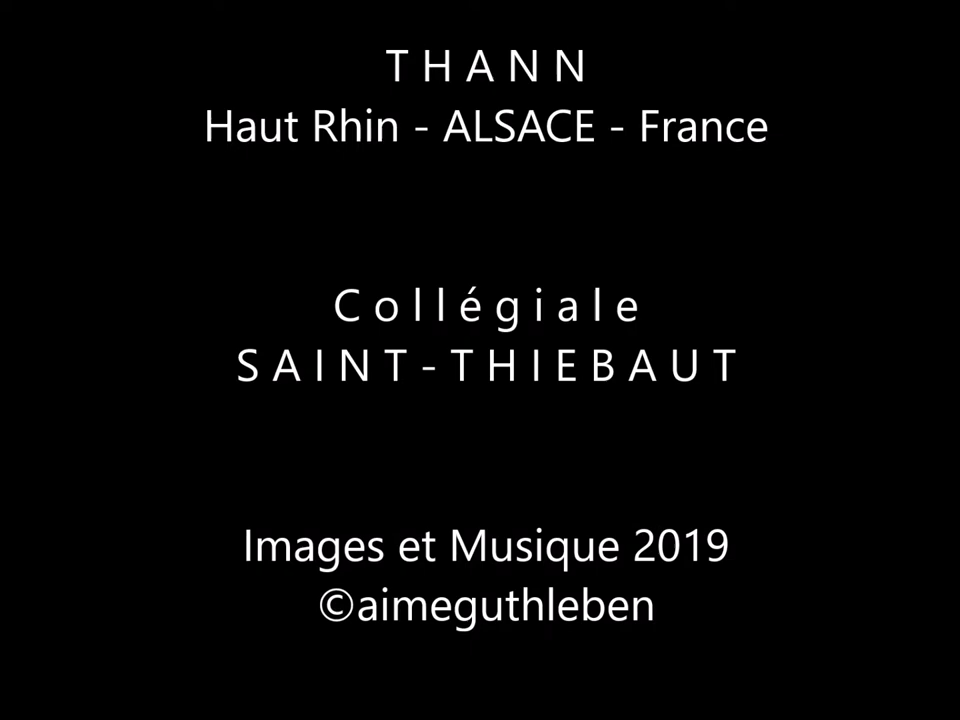 T H A N N
Haut Rhin - ALSACE - France
C o l l é g i a l e
S A I N T - T H I E B A U T
Images et Musique 2019
©aimeguthleben